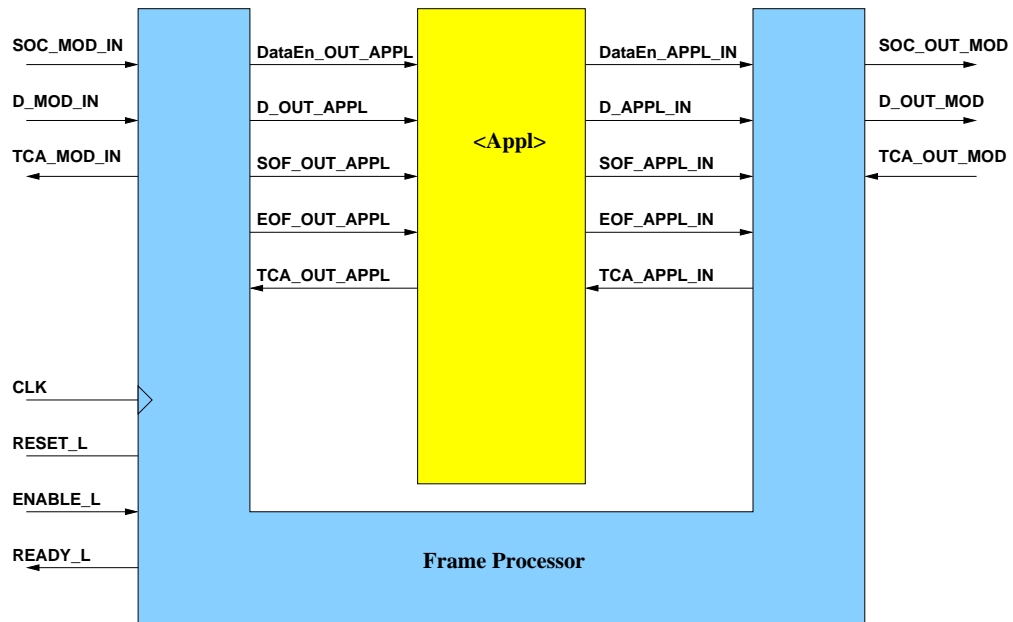 SOC_MOD_IN
DataEn_OUT_APPL
DataEn_APPL_IN
SOC_OUT_MOD
D_MOD_IN
D_OUT_APPL
D_APPL_IN
D_OUT_MOD
<Appl>
TCA_MOD_IN
SOF_OUT_APPL
SOF_APPL_IN
TCA_OUT_MOD
EOF_OUT_APPL
EOF_APPL_IN
TCA_OUT_APPL
TCA_APPL_IN
CLK
RESET_L
ENABLE_L
READY_L
Frame Processor